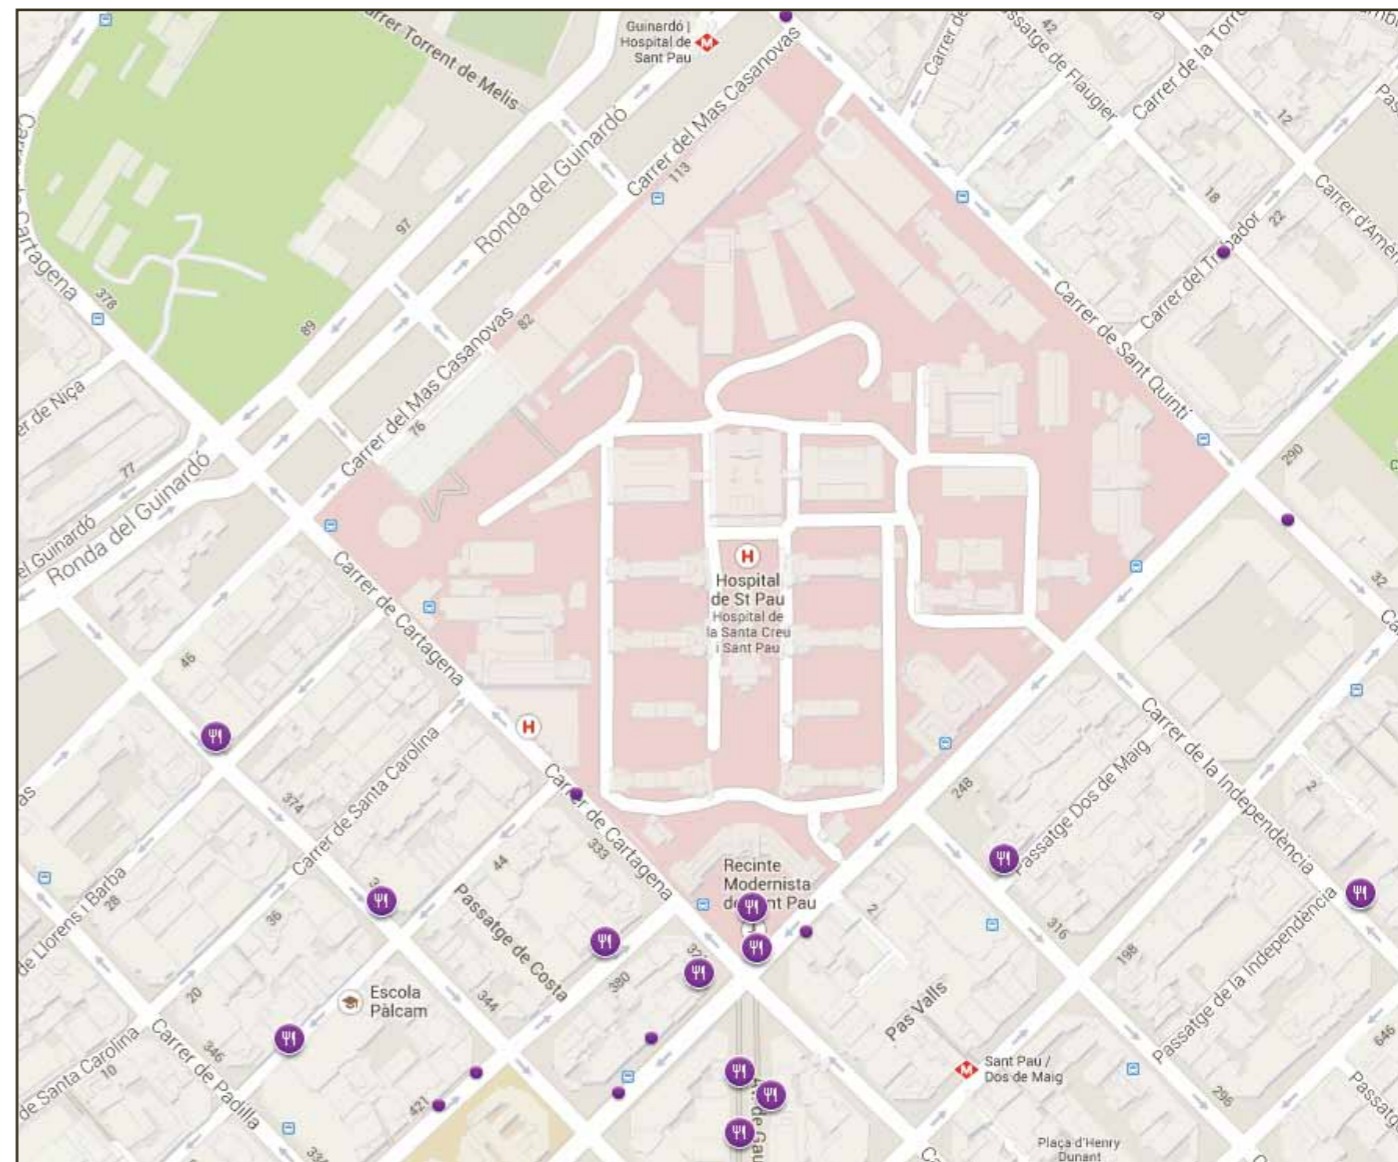 Carrer Torrent de Melis
Guinardó |
Hospital de
Sant Pau
Carrer del Mas Casanovas
Carrer de
Passatge de Flaugier
42
Carrer de la Torre
12
113
Ronda del Guinardó
97
18
22
Carrer del Trobador
Carrer de Sant Quintí
378
89
82
Cartagena
Carrer del Mas Casanovas
76
77
290
32
Ronda del Guinardó
el Guinardó
H
Hospital
de St Pau
Hospital de
la Santa Creu
i Sant Pau
Carrer de Cartagena
46
H
Carrer de la Independència
248
Passatge Dos de Maig
2
374
Carrer de Santa Carolina
Carrer de Cartagena
333
44
Recinte
Modernista
de Sant Pau
2
28
de Llorens i Barba
36
Passatge de Costa
380
316
198
Passatge de la Independència
20
Escola
Pàlcam
344
Pas Valls
346
Carrer de Padilla
de Santa Carolina
10
M
Sant Pau /
Dos de Maig
646
296
421
Plaça d'Henry
Dunant